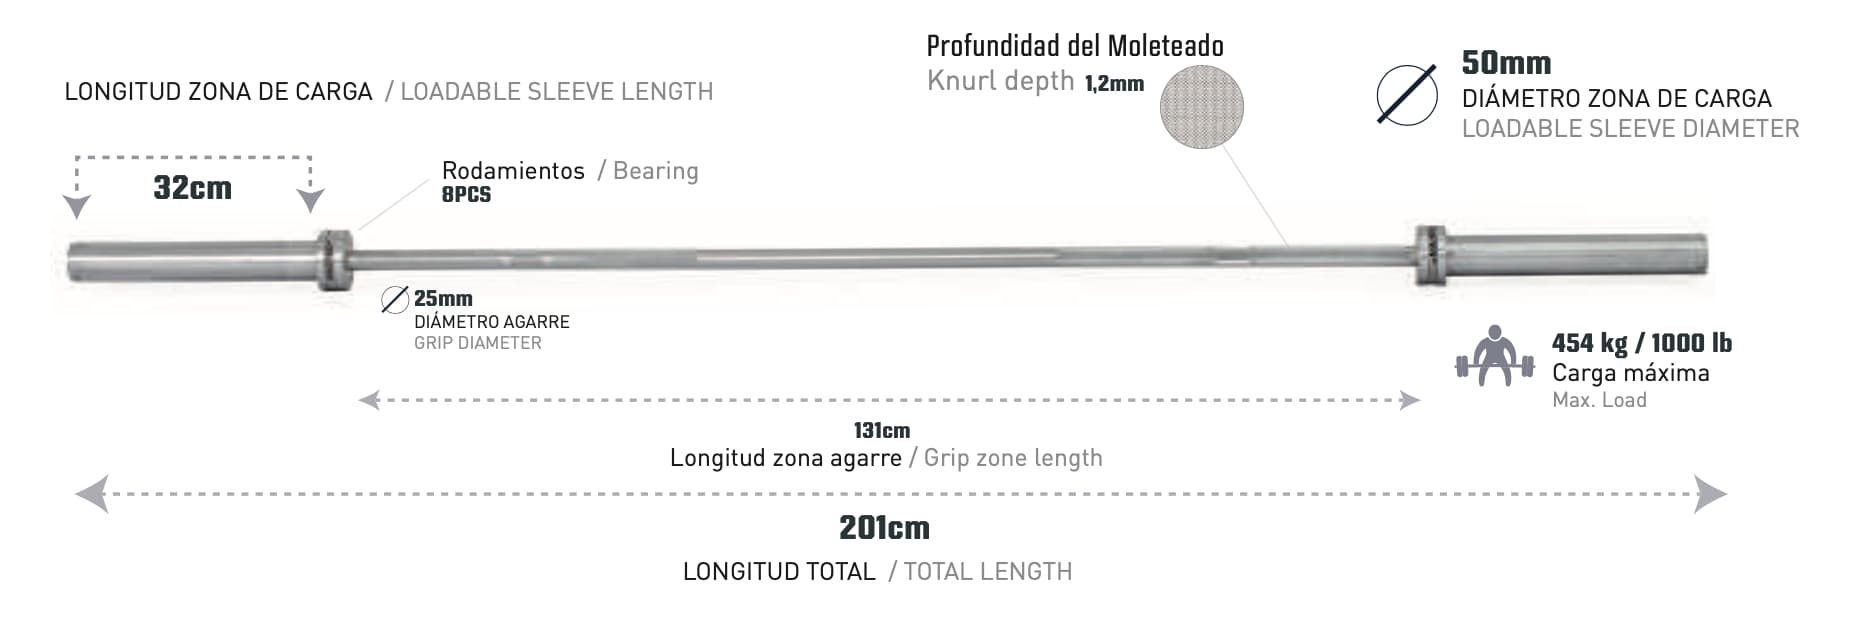 Profundidad del Moleteado
Knurl depth 1,2mm
50mm
DIÁMETRO ZONA DE CARGA
LOADABLE SLEEVE DIAMETER
LONGITUD ZONA DE CARGA / LOADABLE SLEEVE LENGTH
32cm
Rodamientos / Bearing
8PCS
25mm
DIÁMETRO AGARRE
GRIP DIAMETER
454 kg / 1000 lb
Carga máxima
Max. Load
131cm
Longitud zona agarre / Grip zone length
201cm
LONGITUD TOTAL / TOTAL LENGTH